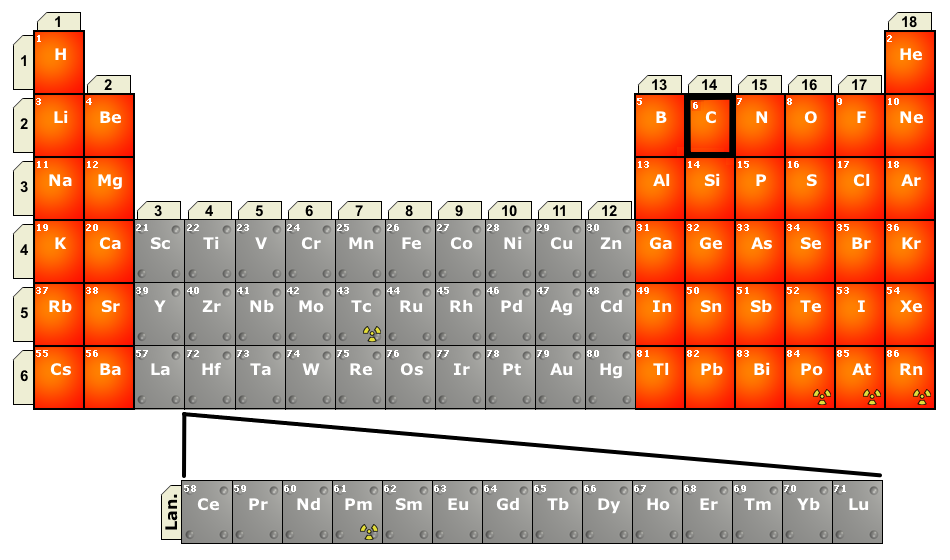 1 18
1 1 H 2 He
2 13 14 15 16 17
2 3 Li 4 Be 5 B 6 C 7 N 8 O 9 F 10 Ne
3 11 Na 12 Mg 13 Al 14 Si 15 P 16 S 17 Cl 18 Ar
3 4 5 6 7 8 9 10 11 12
4 19 K 20 Ca 21 Sc 22 Ti 23 V 24 Cr 25 Mn 26 Fe 27 Co 28 Ni 29 Cu 30 Zn 31 Ga 32 Ge 33 As 34 Se 35 Br 36 Kr
5 37 Rb 38 Sr 39 Y 40 Zr 41 Nb 42 Mo 43 Tc 44 Ru 45 Rh 46 Pd 47 Ag 48 Cd 49 In 50 Sn 51 Sb 52 Te 53 I 54 Xe
6 55 Cs 56 Ba 57 La 72 Hf 73 Ta 74 W 75 Re 76 Os 77 Ir 78 Pt 79 Au 80 Hg 81 Tl 82 Pb 83 Bi 84 Po 85 At 86 Rn
Lan. 58 Ce 59 Pr 60 Nd 61 Pm 62 Sm 63 Eu 64 Gd 65 Tb 66 Dy 67 Ho 68 Er 69 Tm 70 Yb 71 Lu